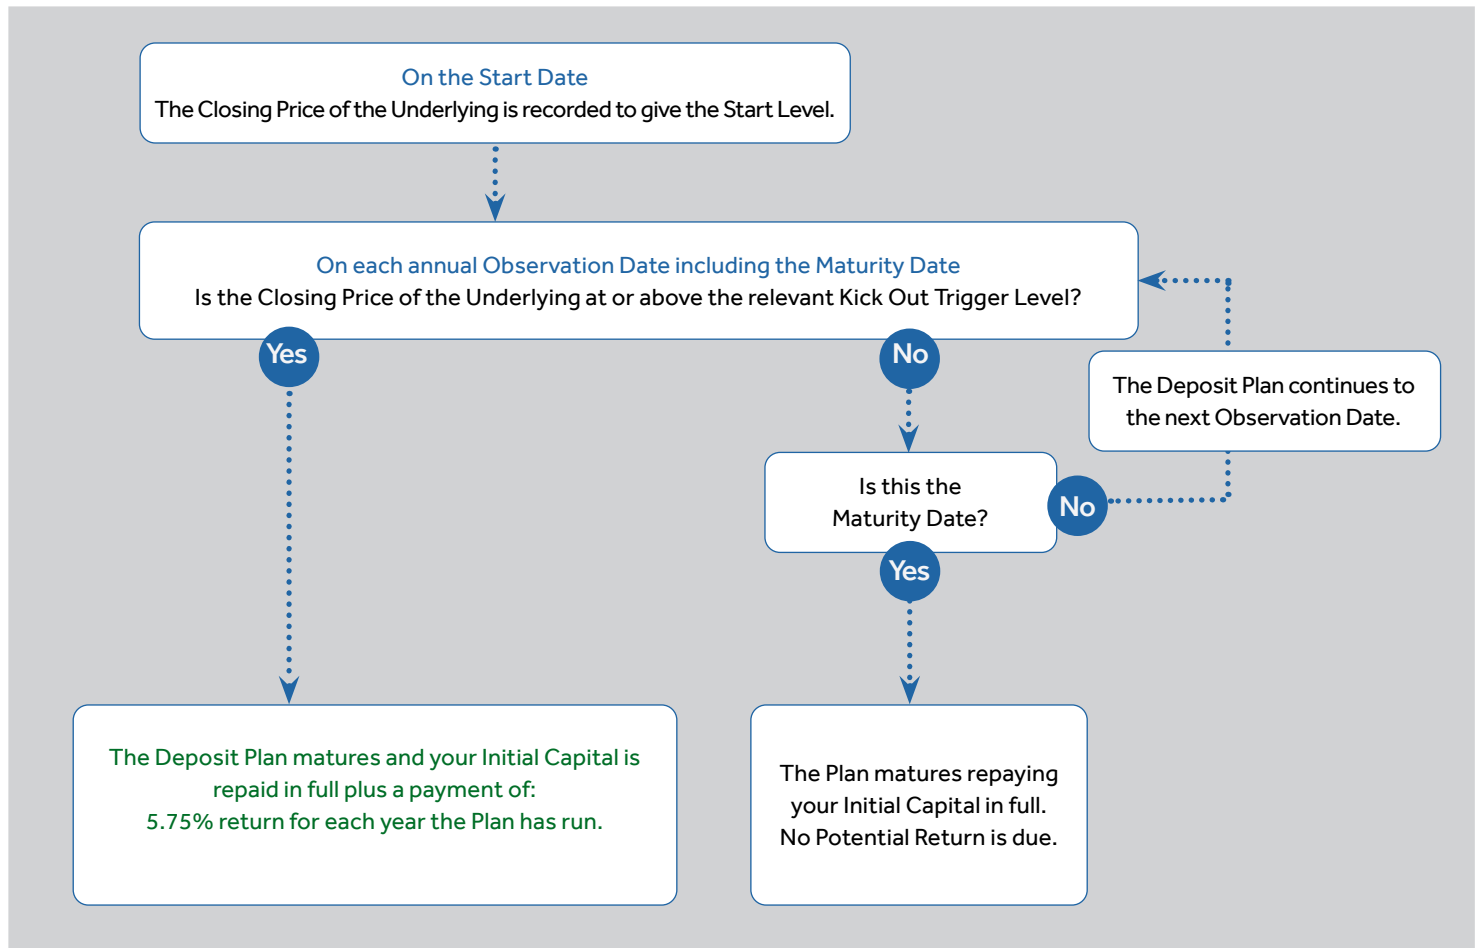 On the Start Date
The Closing Price of the Underlying is recorded to give the Start Level.
On each annual Observation Date including the Maturity Date
Is the Closing Price of the Underlying at or above the relevant Kick Out Trigger Level?
Yes
No
The Deposit Plan continues to
the next Observation Date.
Is this the
Maturity Date?
No
Yes
The Deposit Plan matures and your Initial Capital is
repaid in full plus a payment of:
5.75% return for each year the Plan has run.
The Plan matures repaying
your Initial Capital in full.
No Potential Return is due.